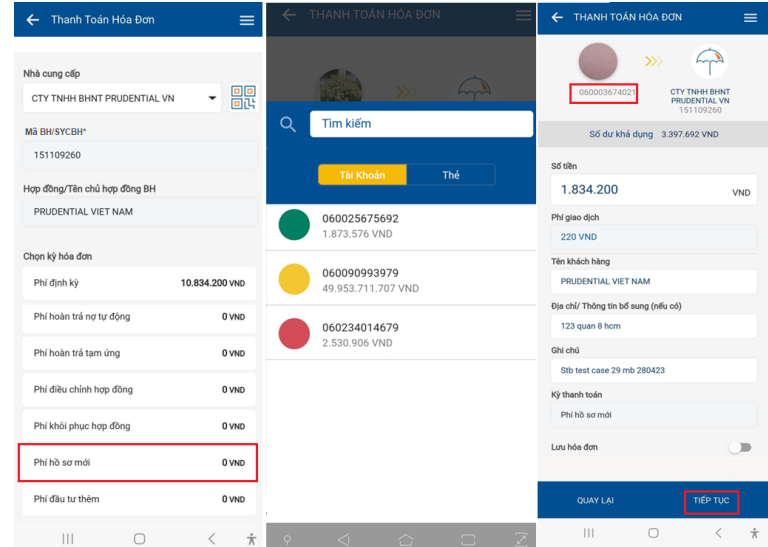 Thanh Toán Hóa Đơn
Nhà cung cấp
CTY TNHH BHNT PRUDENTIAL VN
Mã BH/SYCBH*
151109260
Hợp đồng/Tên chủ hợp đồng BH
PRUDENTIAL VIET NAM
Chọn kỳ hóa đơn
Phí định kỳ 10.834.200 VND
Phí hoàn trả nợ tự động 0 VND
Phí hoàn trả tạm ứng 0 VND
Phí điều chỉnh hợp đồng 0 VND
Phí khôi phục hợp đồng 0 VND
Phí hồ sơ mới 0 VND
Phí đầu tư thêm 0 VND
THANH TOÁN HÓA ĐƠN
Tìm kiếm
Tài Khoản Thẻ
060025675692
1.873.576 VND
060090993979
49.953.711.707 VND
060234014679
2.530.906 VND
THANH TOÁN HÓA ĐƠN
060003674021
CTY TNHH BHNT
PRUDENTIAL VN
151109260
Số dư khả dụng 3.397.692 VND
Số tiền
1.834.200 VND
Phí giao dịch
220 VND
Tên khách hàng
PRUDENTIAL VIET NAM
Địa chỉ/ Thông tin bổ sung (nếu có)
123 quan 8 hcm
Ghi chú
Stb test case 29 mb 280423
Kỳ thanh toán
Phí hồ sơ mới
Lưu hóa đơn
QUAY LẠI TIẾP TỤC